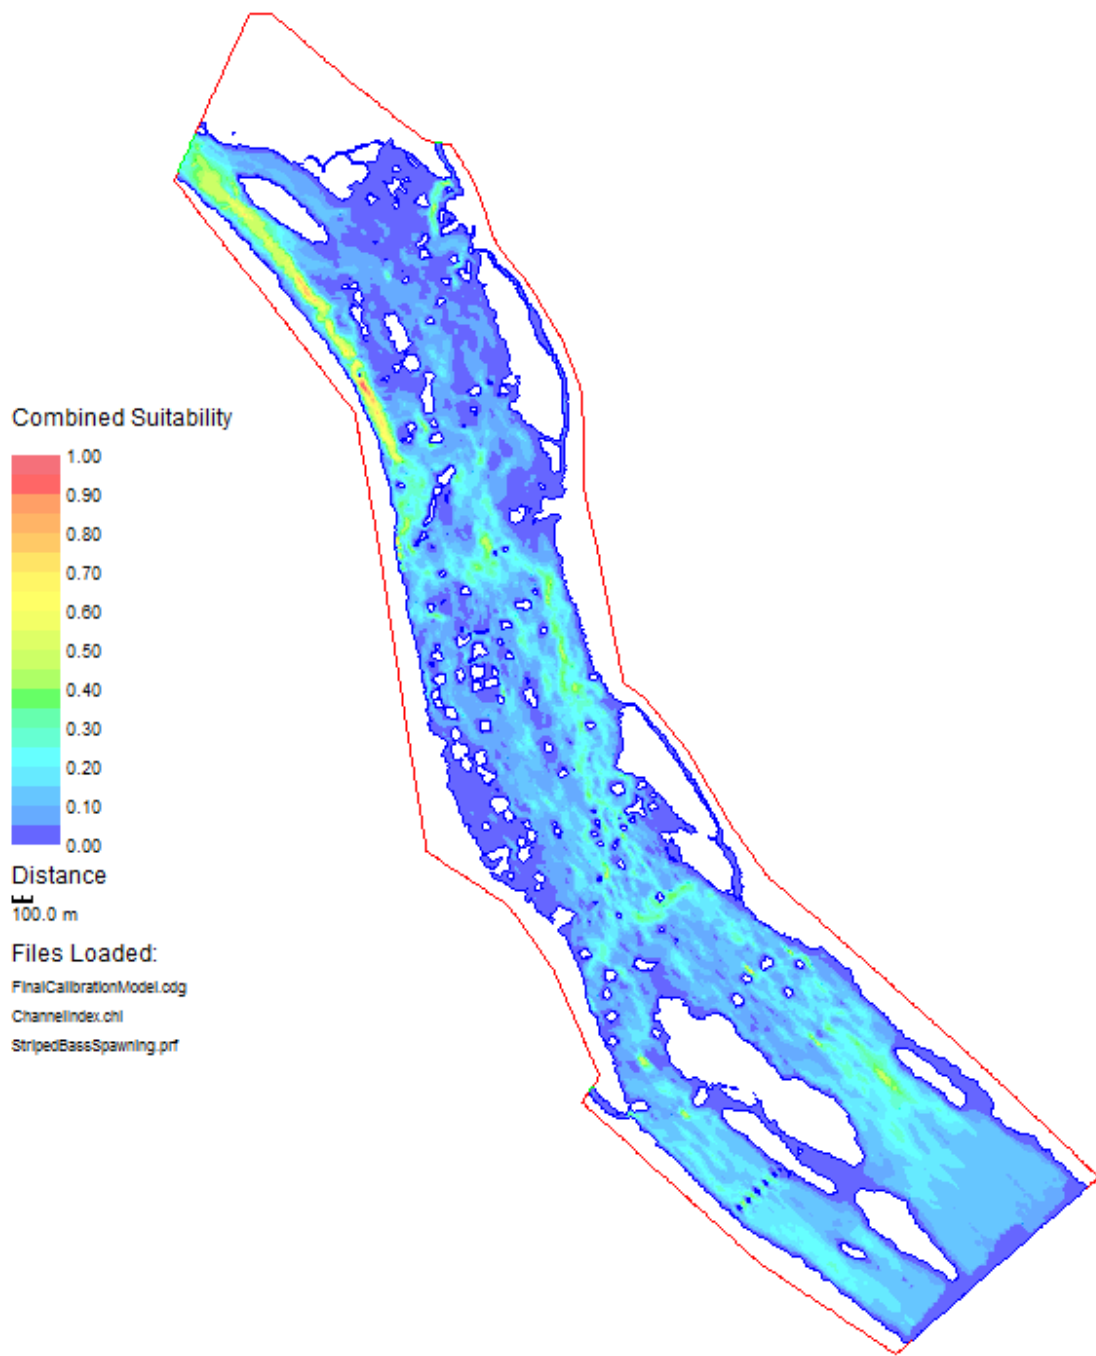 Combined Suitability
1.00
0.90
0.80
0.70
0.60
0.50
0.40
0.30
0.20
0.10
0.00
Distance
100.0 m
Files Loaded:
FinalCalibrationModel.cdg
ChannelIndex.chi
StripedBassSpawning.prf